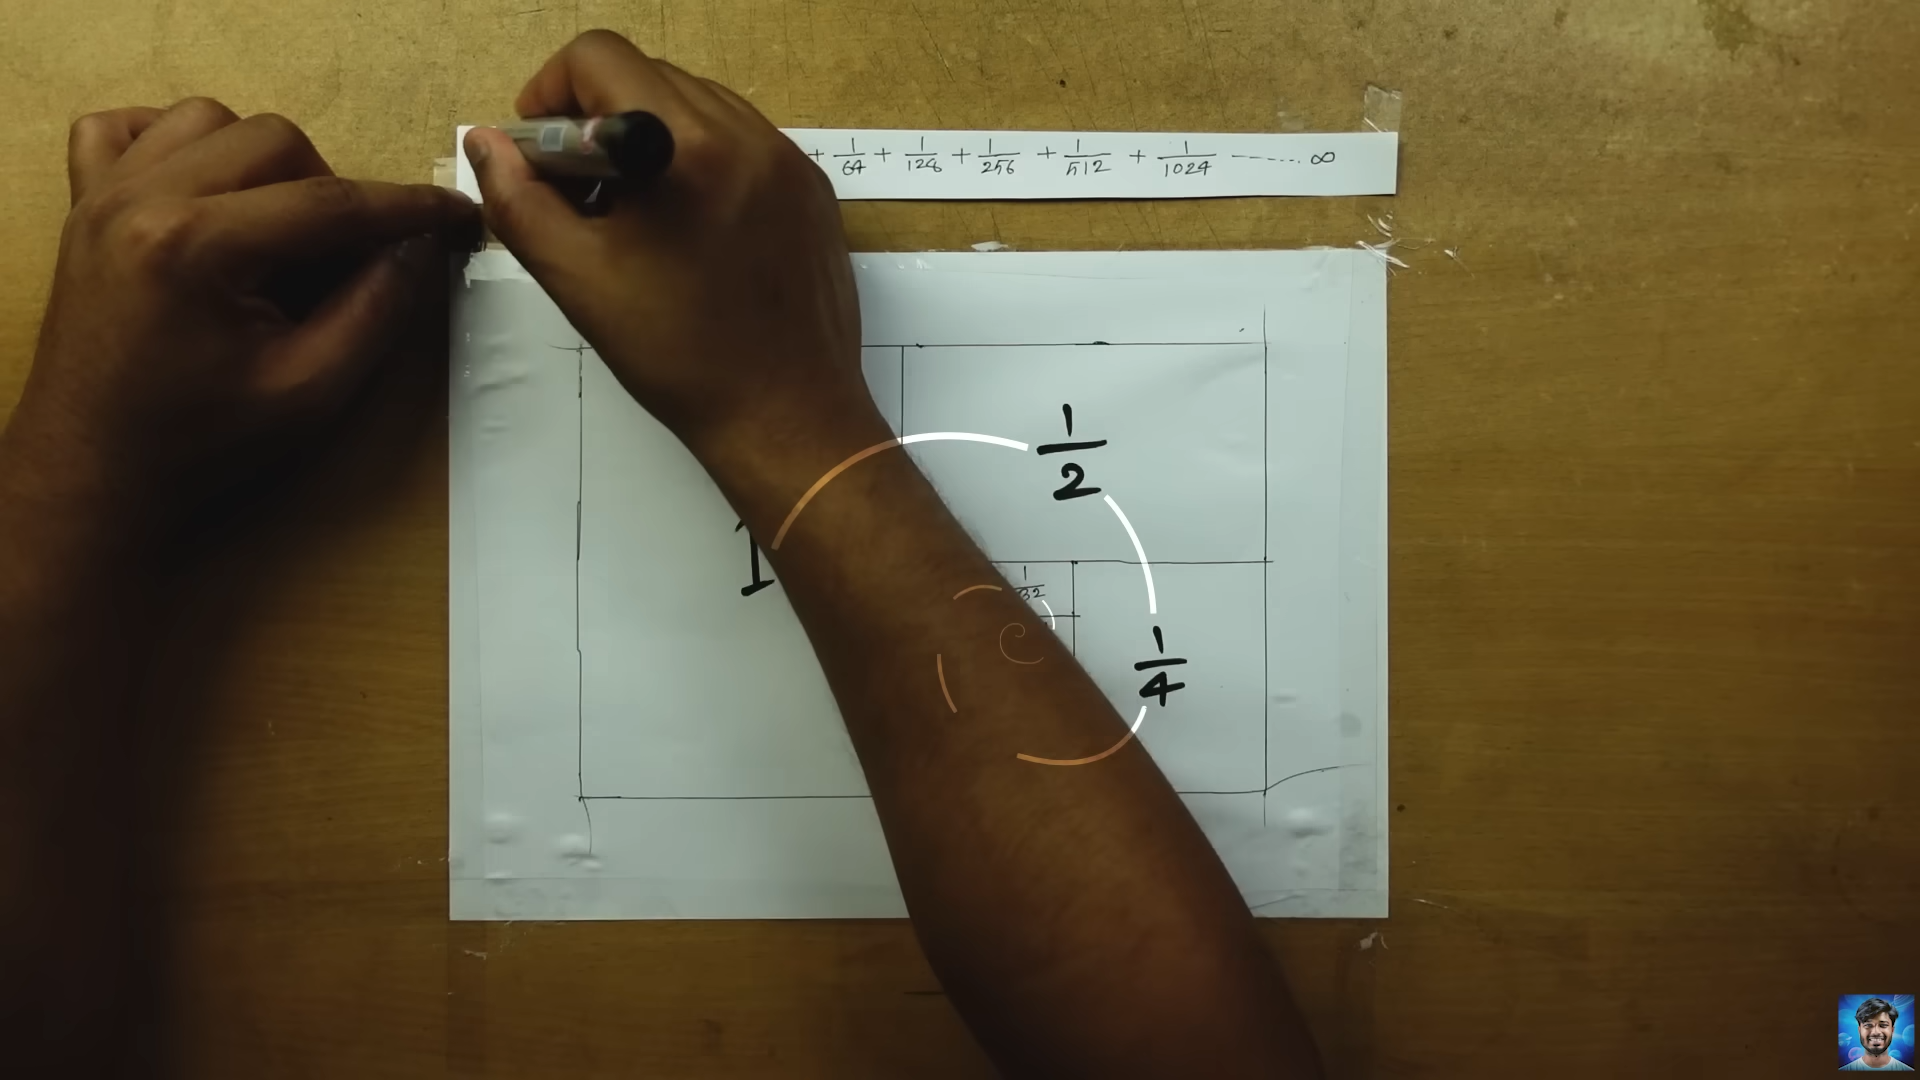 + 1/64 + 1/128 + 1/256 + 1/512 + 1/1024 ------... ∞
1/2
1
1/32
1/4